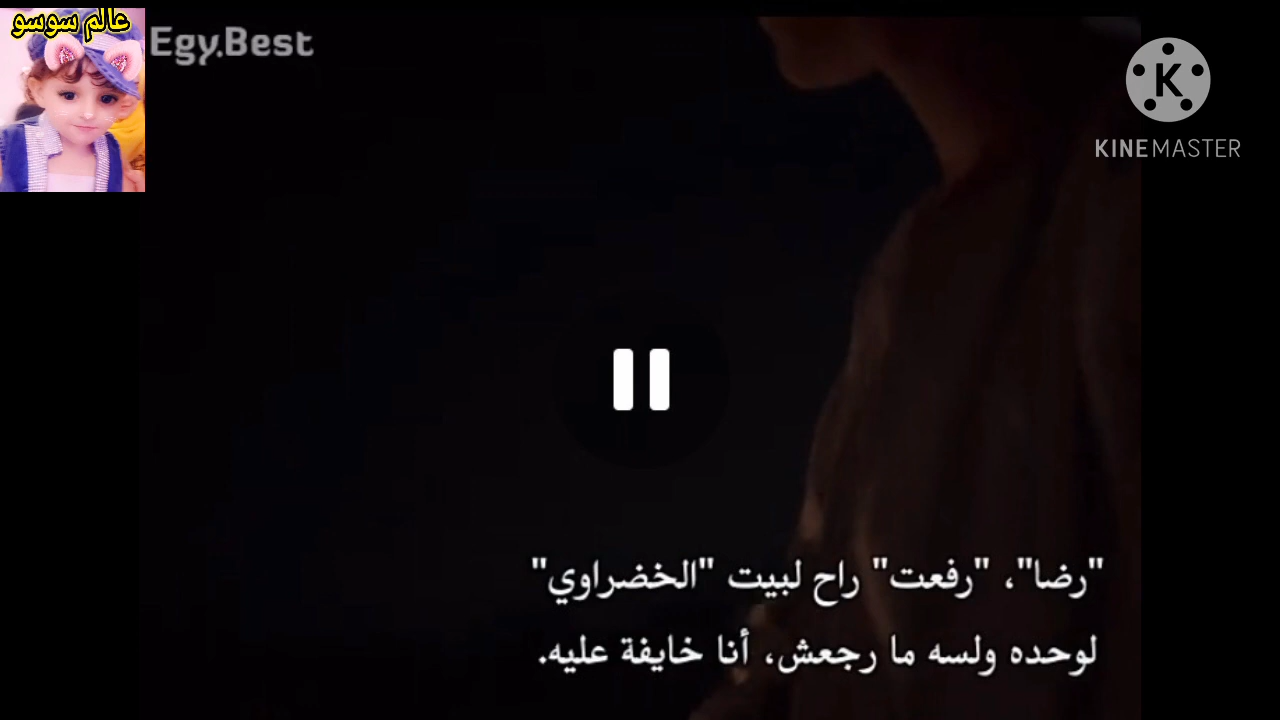 عالم سوسو
Egy.Best
K
KINEMASTER
"رضا"، "رفعت" راح لبيت "الخضراوي"
لوحده ولسه ما رجعش، أنا خايفة عليه.